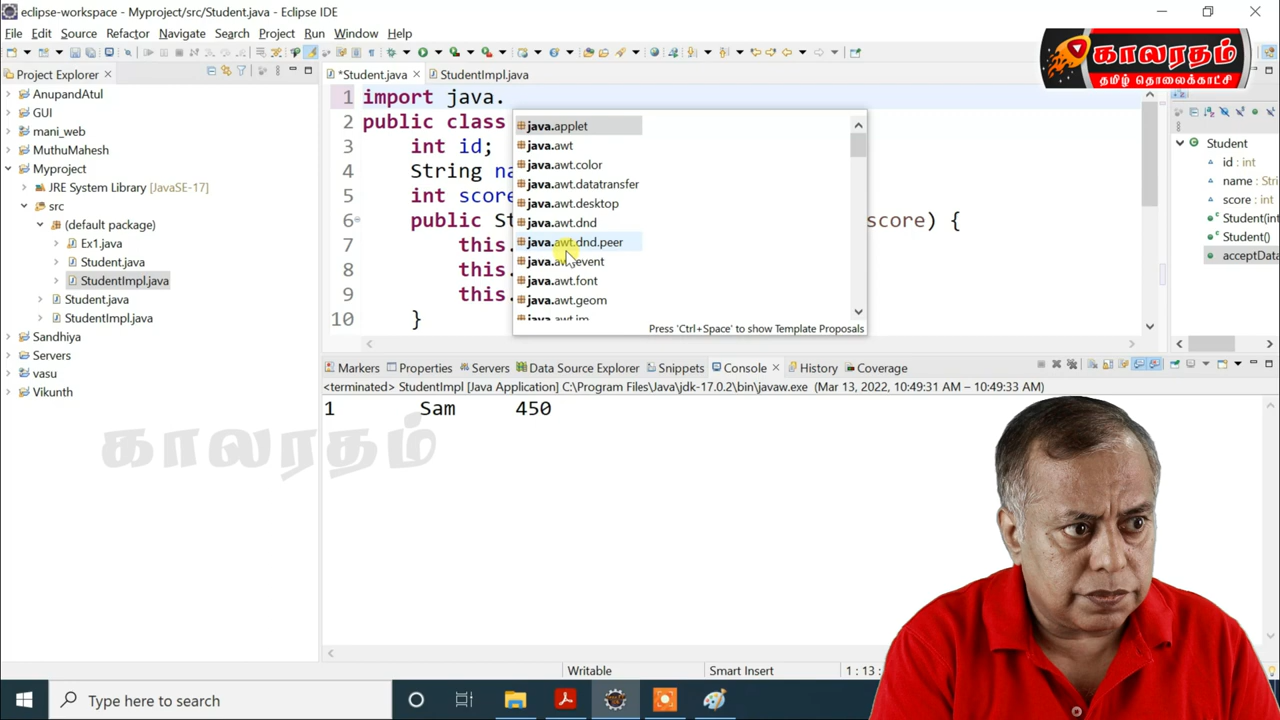 eclipse-workspace - Myproject/src/Student.java - Eclipse IDE
File Edit Source Refactor Navigate Search Project Run Window Help
காலரதம்
தமிழ் தொலைக்காட்சி
Project Explorer
AnupandAtul
GUI
mani_web
MuthuMahesh
Myproject
JRE System Library [JavaSE-17]
src
(default package)
Ex1.java
Student.java
StudentImpl.java
Student.java
StudentImpl.java
Sandhiya
Servers
vasu
Vikunth
*Student.java StudentImpl.java
1 import java.
2 public class
3 int id;
4 String na
5 int score
6 public St score) {
7 this.
8 this.
9 this.
10 }
java.applet
java.awt
java.awt.color
java.awt.datatransfer
java.awt.desktop
java.awt.dnd
java.awt.dnd.peer
java.awt.event
java.awt.font
java.awt.geom
java.awt.im
Press 'Ctrl+Space' to show Template Proposals
Student
id : int
name : Stri
score : int
Student(int
Student()
acceptData
Markers Properties Servers Data Source Explorer Snippets Console History Coverage
<terminated> StudentImpl [Java Application] C:\Program Files\Java\jdk-17.0.2\bin\javaw.exe (Mar 13, 2022, 10:49:31 AM – 10:49:33 AM)
1 Sam 450
காலரதம்
Writable Smart Insert 1 : 13 :
Type here to search